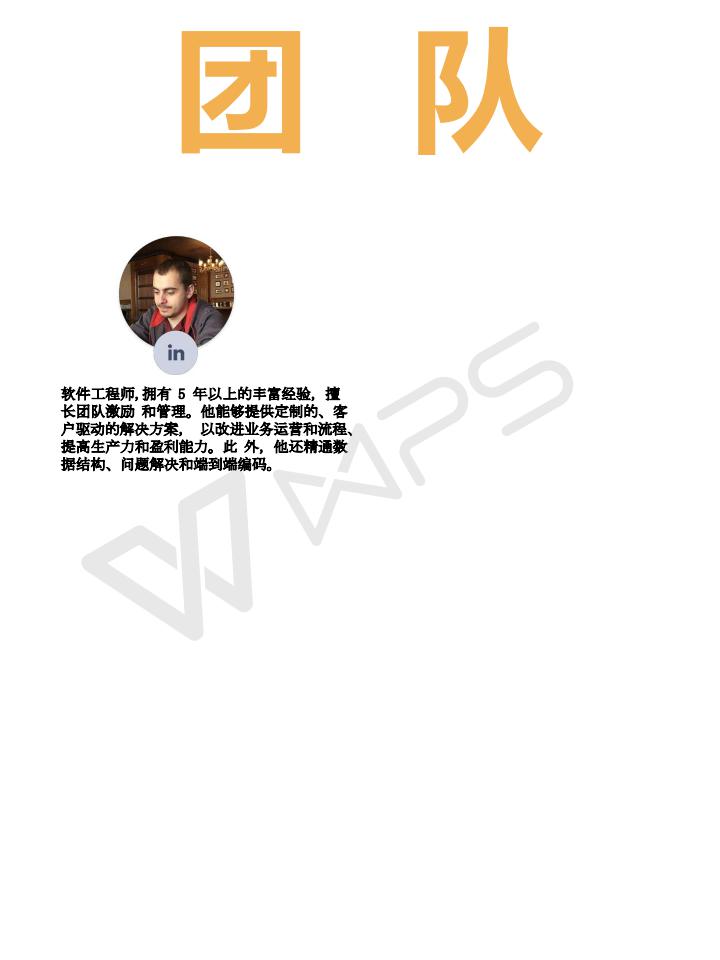 团 队
in
软件工程师,拥有 5 年以上的丰富经验, 擅
长团队激励 和管理。他能够提供定制的、客
户驱动的解决方案, 以改进业务运营和流程、
提高生产力和盈利能力。此 外, 他还精通数
据结构、问题解决和端到端编码。
WPS